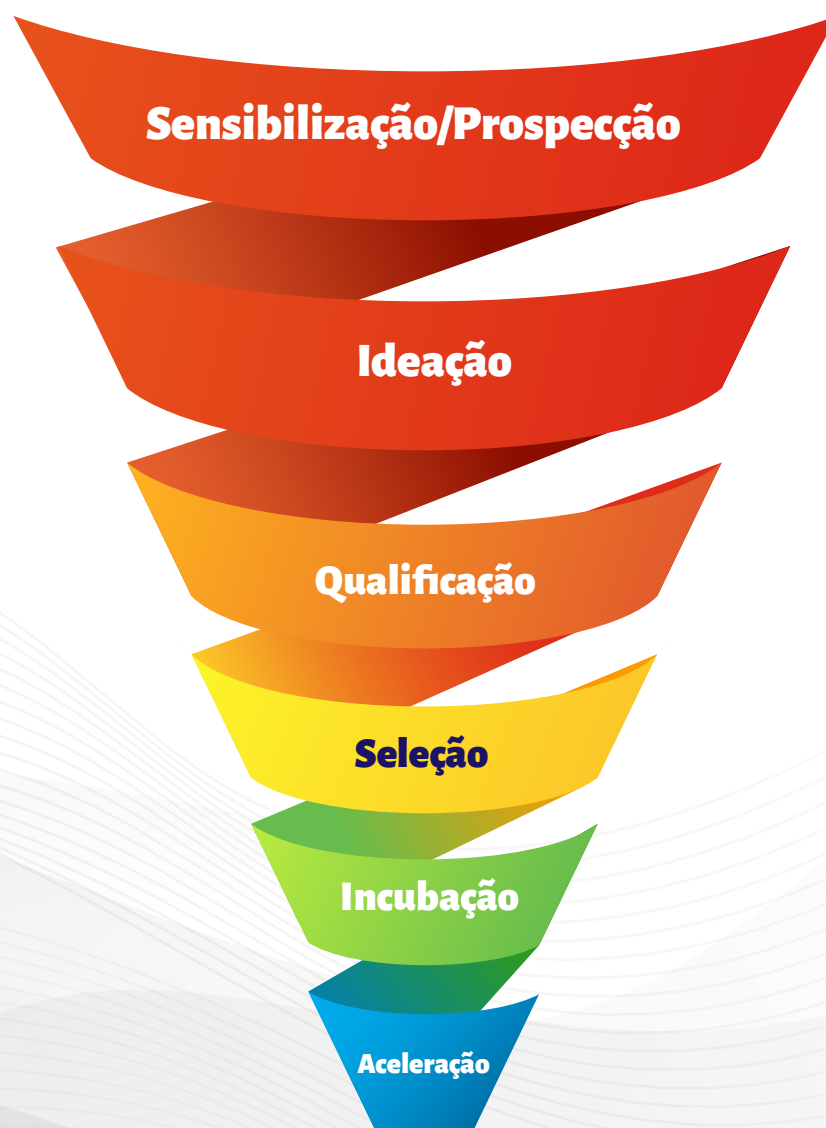 Sensibilização/Prospecção
Ideação
Qualificação
Seleção
Incubação
Aceleração